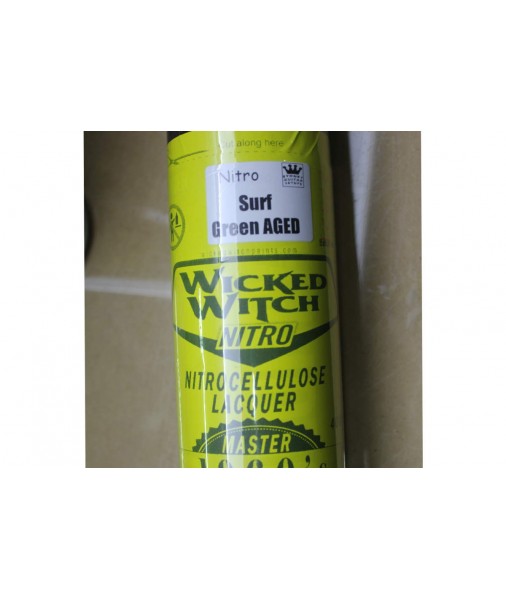 along here
Nitro
Surf
Green AGED
WICKED
WITCH
NITRO
NITROCELLULOSE
LACQUER
MASTER